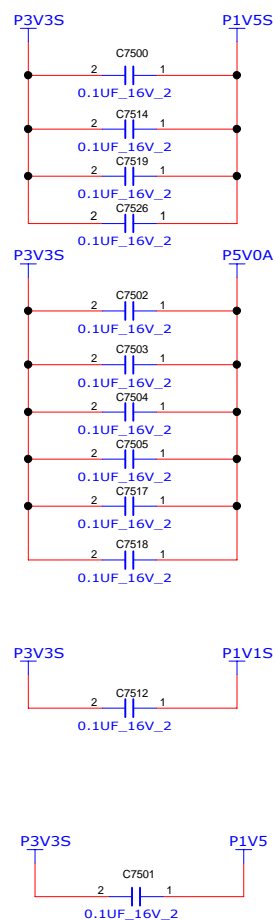 P3V3S P1V5S
C7500
2 1
0.1UF_16V_2
C7514
2 1
0.1UF_16V_2
C7519
2 1
0.1UF_16V_2
C7526
2 1
0.1UF_16V_2
P3V3S P5V0A
C7502
2 1
0.1UF_16V_2
C7503
2 1
0.1UF_16V_2
C7504
2 1
0.1UF_16V_2
C7505
2 1
0.1UF_16V_2
C7517
2 1
0.1UF_16V_2
C7518
2 1
0.1UF_16V_2
P3V3S P1V1S
C7512
2 1
0.1UF_16V_2
P3V3S P1V5
C7501
2 1
0.1UF_16V_2